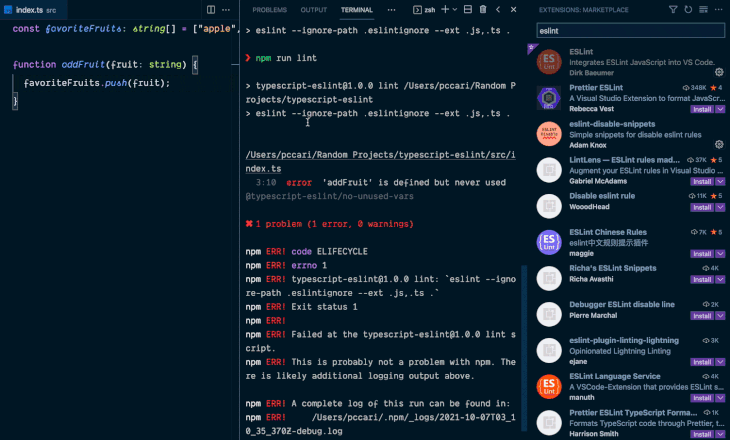 index.ts src
const favoriteFruits: string[] = ["apple",
function addFruit(fruit: string) {
favoriteFruits.push(fruit);
}
PROBLEMS OUTPUT TERMINAL ··· zsh
> eslint --ignore-path .eslintignore --ext .js,.ts .
❯ npm run lint
> typescript-eslint@1.0.0 lint /Users/pccari/Random P
rojects/typescript-eslint
> eslint --ignore-path .eslintignore --ext .js,.ts .
/Users/pccari/Random Projects/typescript-eslint/src/i
ndex.ts
3:10 error 'addFruit' is defined but never used
@typescript-eslint/no-unused-vars
✖ 1 problem (1 error, 0 warnings)
npm ERR! code ELIFECYCLE
npm ERR! errno 1
npm ERR! typescript-eslint@1.0.0 lint: `eslint --igno
re-path .eslintignore --ext .js,.ts .`
npm ERR! Exit status 1
npm ERR!
npm ERR! Failed at the typescript-eslint@1.0.0 lint s
cript.
npm ERR! This is probably not a problem with npm. The
re is likely additional logging output above.
npm ERR! A complete log of this run can be found in:
npm ERR! /Users/pccari/.npm/_logs/2021-10-07T03_1
0_35_370Z-debug.log
EXTENSIONS: MARKETPLACE
eslint
ESLint
Integrates ESLint JavaScript into VS Code.
Dirk Baeumer
Prettier ESLint 348K ★ 4
A Visual Studio Extension to format JavaScr...
Rebecca Vest Install
eslint-disable-snippets
Simple snippets for disable eslint rules
Adam Knox
LintLens — ESLint rules mad... 37K ★ 5
Augment your ESLint rules in Visual Studio ...
Gabriel McAdams Install
Disable eslint rule 11K ★ 5
WooodHead Install
ESLint Chinese Rules 7K ★ 5
eslint中文规则提示插件
maggie Install
Richa's ESLint Snippets 4K
Richa Avasthi Install
Debugger ESLint disable line 2K
Pierre Marchal Install
eslint-plugin-linting-lightning 3K
Opinionated Lightning Linting
ejane Install
ESLint Language Service 4K
A VSCode-Extension that provides ESLint s...
manuth Install
Prettier ESLint TypeScript Forma... 1K
Formats TypeScript code through Prettier, t...
Harrison Smith Install